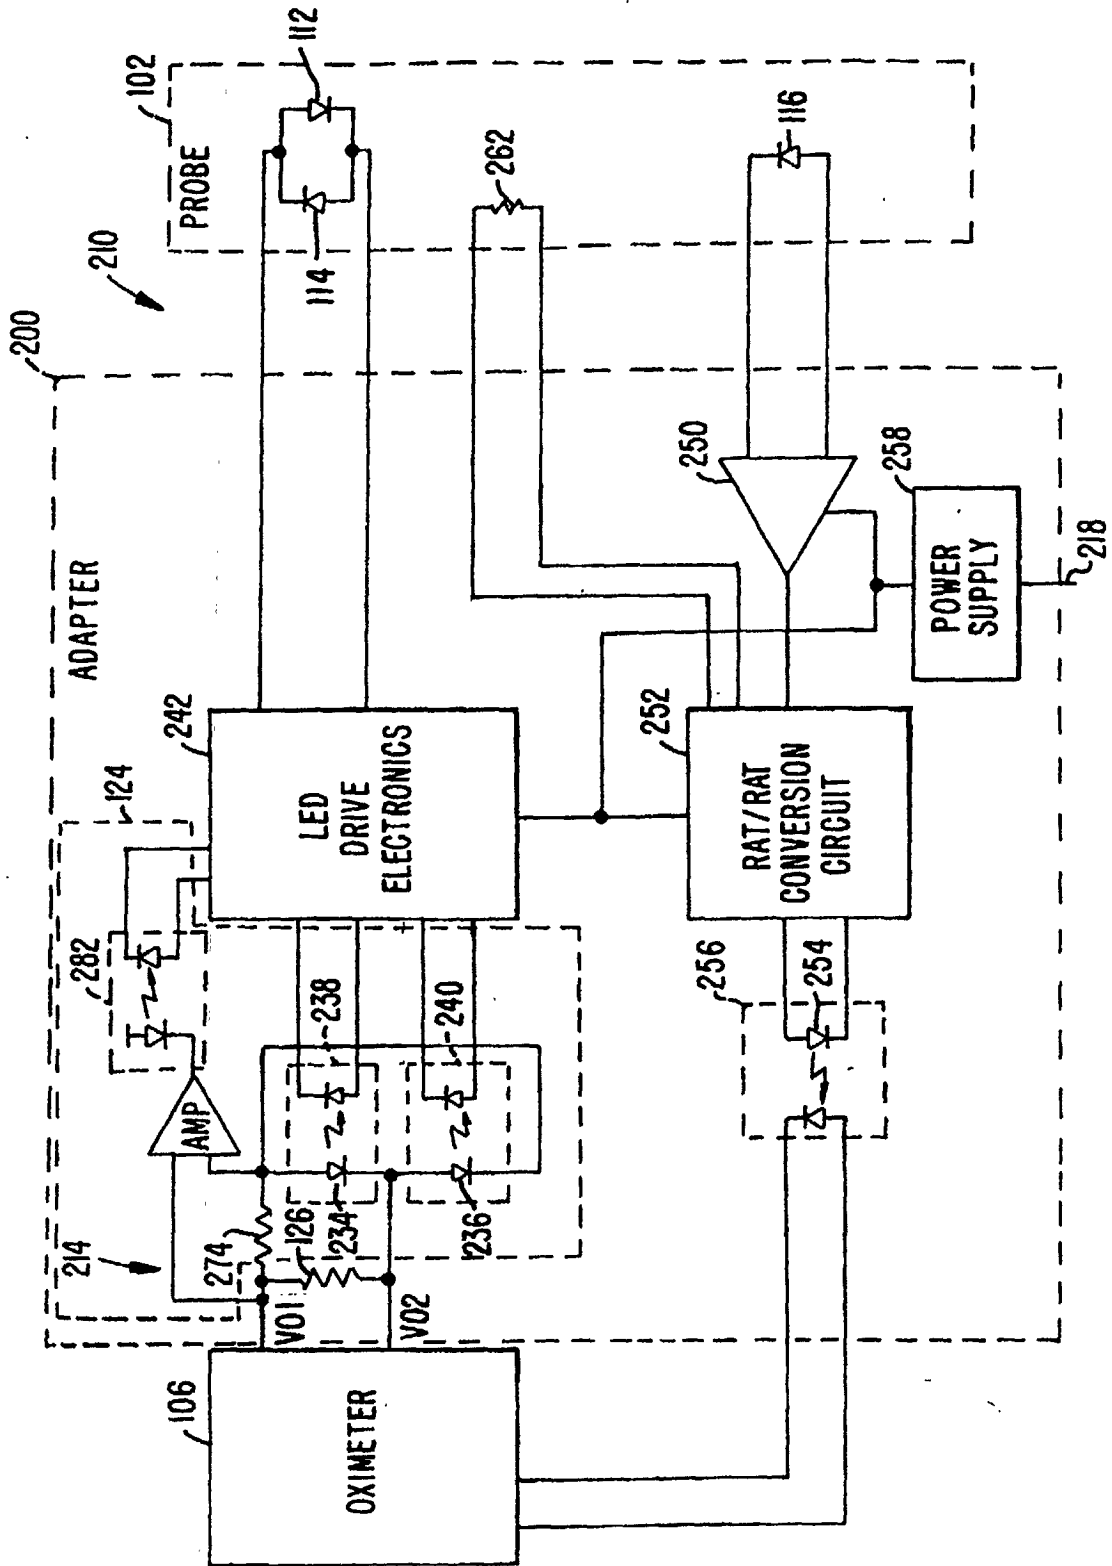 210
200
102
PROBE
112
114
262
116
ADAPTER
242
LED
DRIVE
ELECTRONICS
124
282
AMP
214
274
126
234
238
236
240
VO1
VO2
106
OXIMETER
250
252
RAT/RAT
CONVERSION
CIRCUIT
256
254
258
POWER
SUPPLY
218